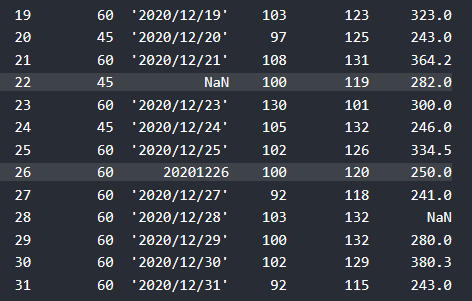 19 60 '2020/12/19' 103 123 323.0
20 45 '2020/12/20' 97 125 243.0
21 60 '2020/12/21' 108 131 364.2
22 45 NaN 100 119 282.0
23 60 '2020/12/23' 130 101 300.0
24 45 '2020/12/24' 105 132 246.0
25 60 '2020/12/25' 102 126 334.5
26 60 20201226 100 120 250.0
27 60 '2020/12/27' 92 118 241.0
28 60 '2020/12/28' 103 132 NaN
29 60 '2020/12/29' 100 132 280.0
30 60 '2020/12/30' 102 129 380.3
31 60 '2020/12/31' 92 115 243.0